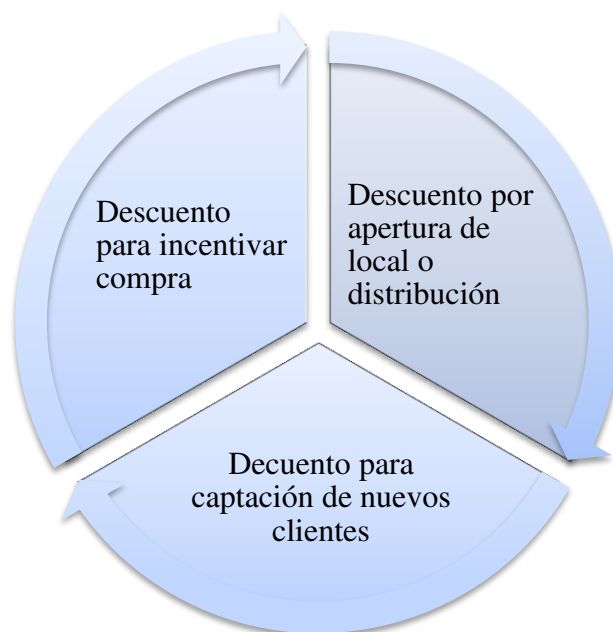 Descuento
para incentivar
compra
Descuento por
apertura de
local o
distribución
Decuento para
captación de nuevos
clientes